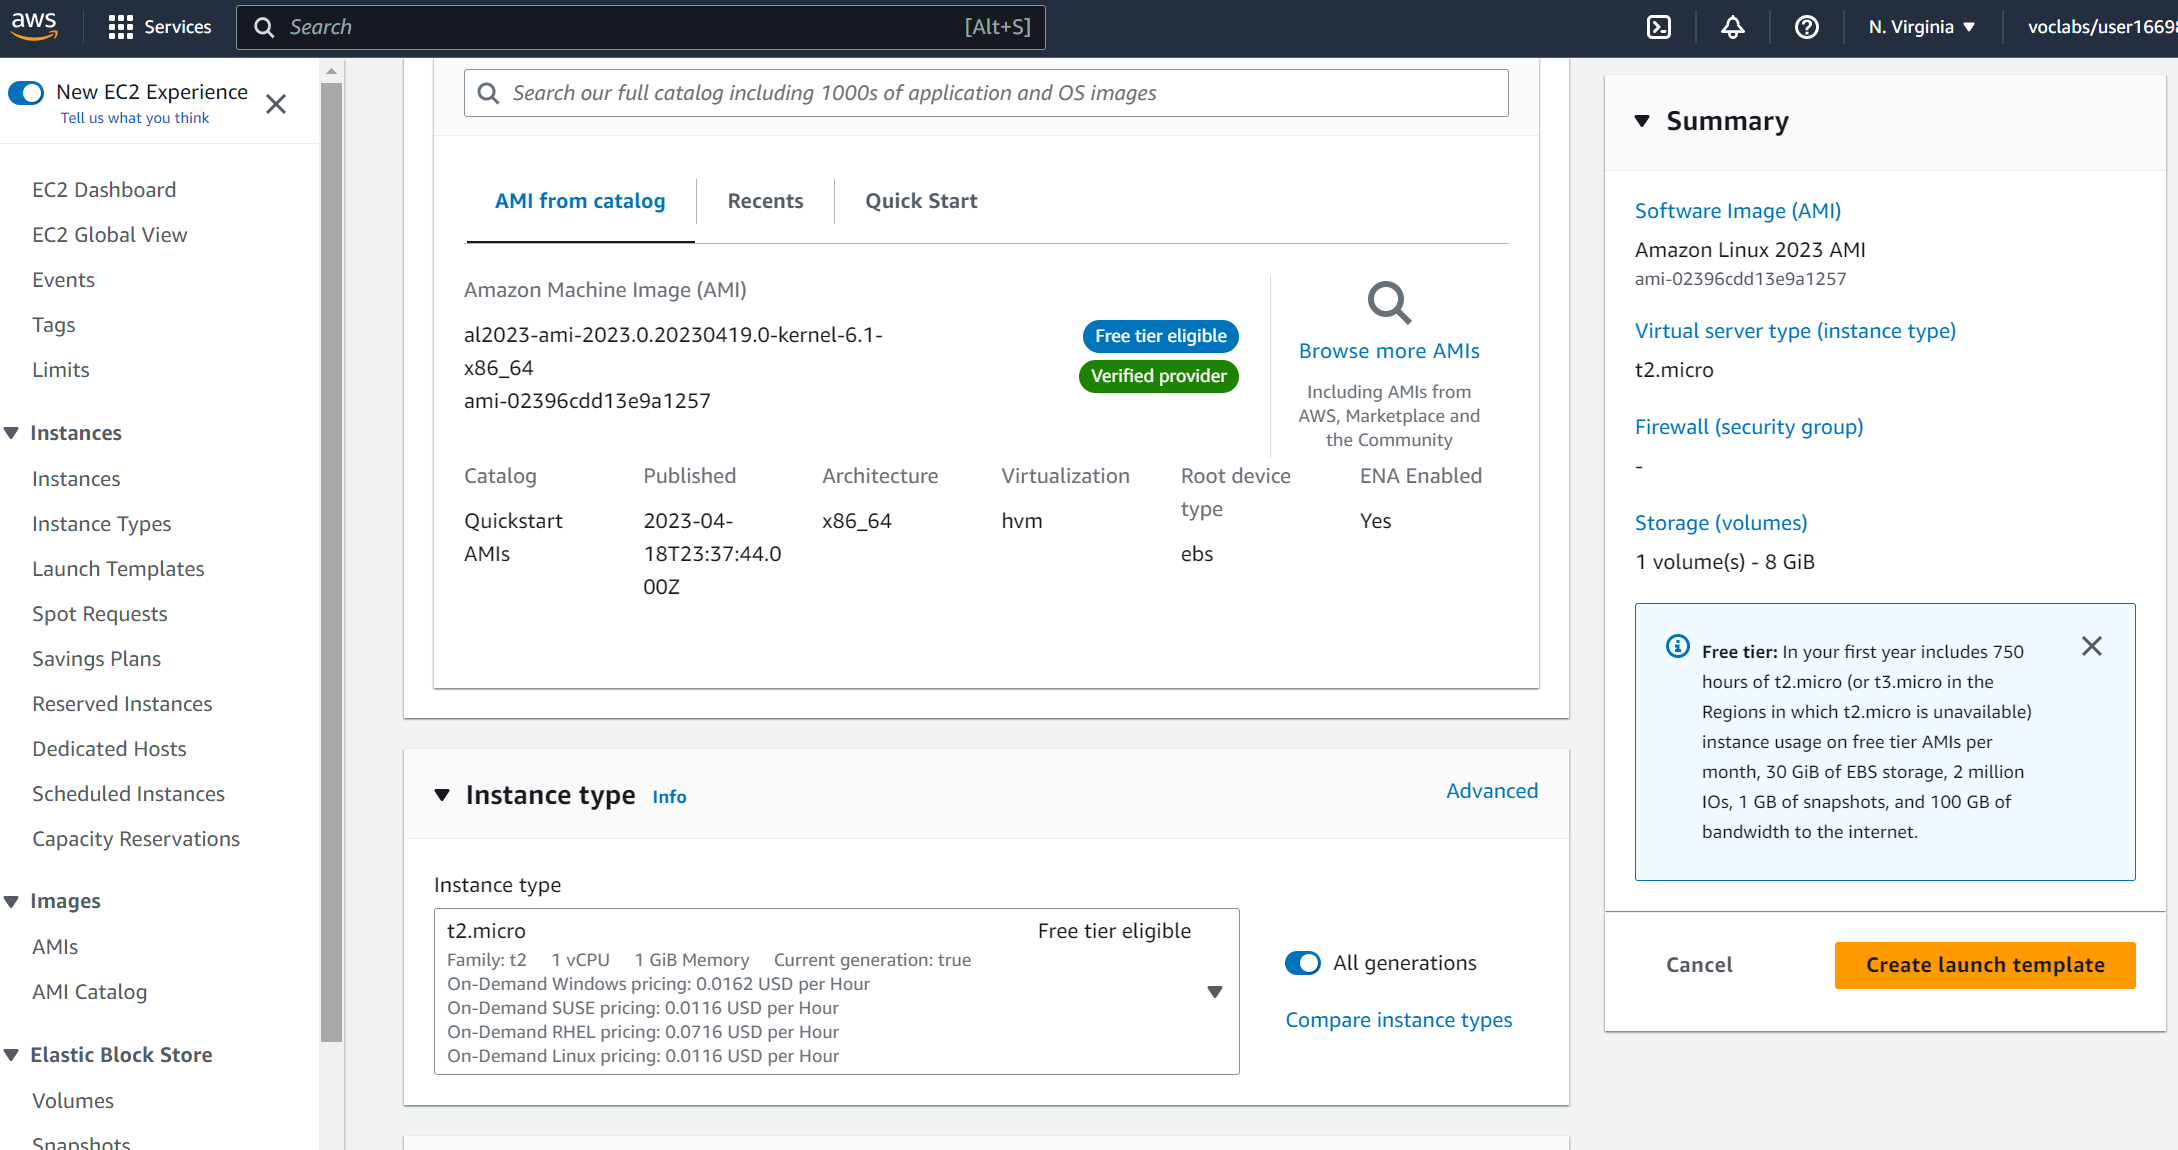 aws
Services
Search
[Alt+S]
N. Virginia
voclabs/user1669
New EC2 Experience
Tell us what you think
EC2 Dashboard
EC2 Global View
Events
Tags
Limits
Instances
Instances
Instance Types
Launch Templates
Spot Requests
Savings Plans
Reserved Instances
Dedicated Hosts
Scheduled Instances
Capacity Reservations
Images
AMIs
AMI Catalog
Elastic Block Store
Volumes
Snapshots
Search our full catalog including 1000s of application and OS images
AMI from catalog
Recents
Quick Start
Amazon Machine Image (AMI)
al2023-ami-2023.0.20230419.0-kernel-6.1-
x86_64
ami-02396cdd13e9a1257
Free tier eligible
Verified provider
Browse more AMIs
Including AMIs from
AWS, Marketplace and
the Community
Catalog
Quickstart
AMIs
Published
2023-04-
18T23:37:44.0
00Z
Architecture
x86_64
Virtualization
hvm
Root device
type
ebs
ENA Enabled
Yes
Instance type
Info
Advanced
Instance type
t2.micro
Free tier eligible
Family: t2 1 vCPU 1 GiB Memory Current generation: true
On-Demand Windows pricing: 0.0162 USD per Hour
On-Demand SUSE pricing: 0.0116 USD per Hour
On-Demand RHEL pricing: 0.0716 USD per Hour
On-Demand Linux pricing: 0.0116 USD per Hour
All generations
Compare instance types
Summary
Software Image (AMI)
Amazon Linux 2023 AMI
ami-02396cdd13e9a1257
Virtual server type (instance type)
t2.micro
Firewall (security group)
-
Storage (volumes)
1 volume(s) - 8 GiB
Free tier: In your first year includes 750
hours of t2.micro (or t3.micro in the
Regions in which t2.micro is unavailable)
instance usage on free tier AMIs per
month, 30 GiB of EBS storage, 2 million
IOs, 1 GB of snapshots, and 100 GB of
bandwidth to the internet.
Cancel
Create launch template